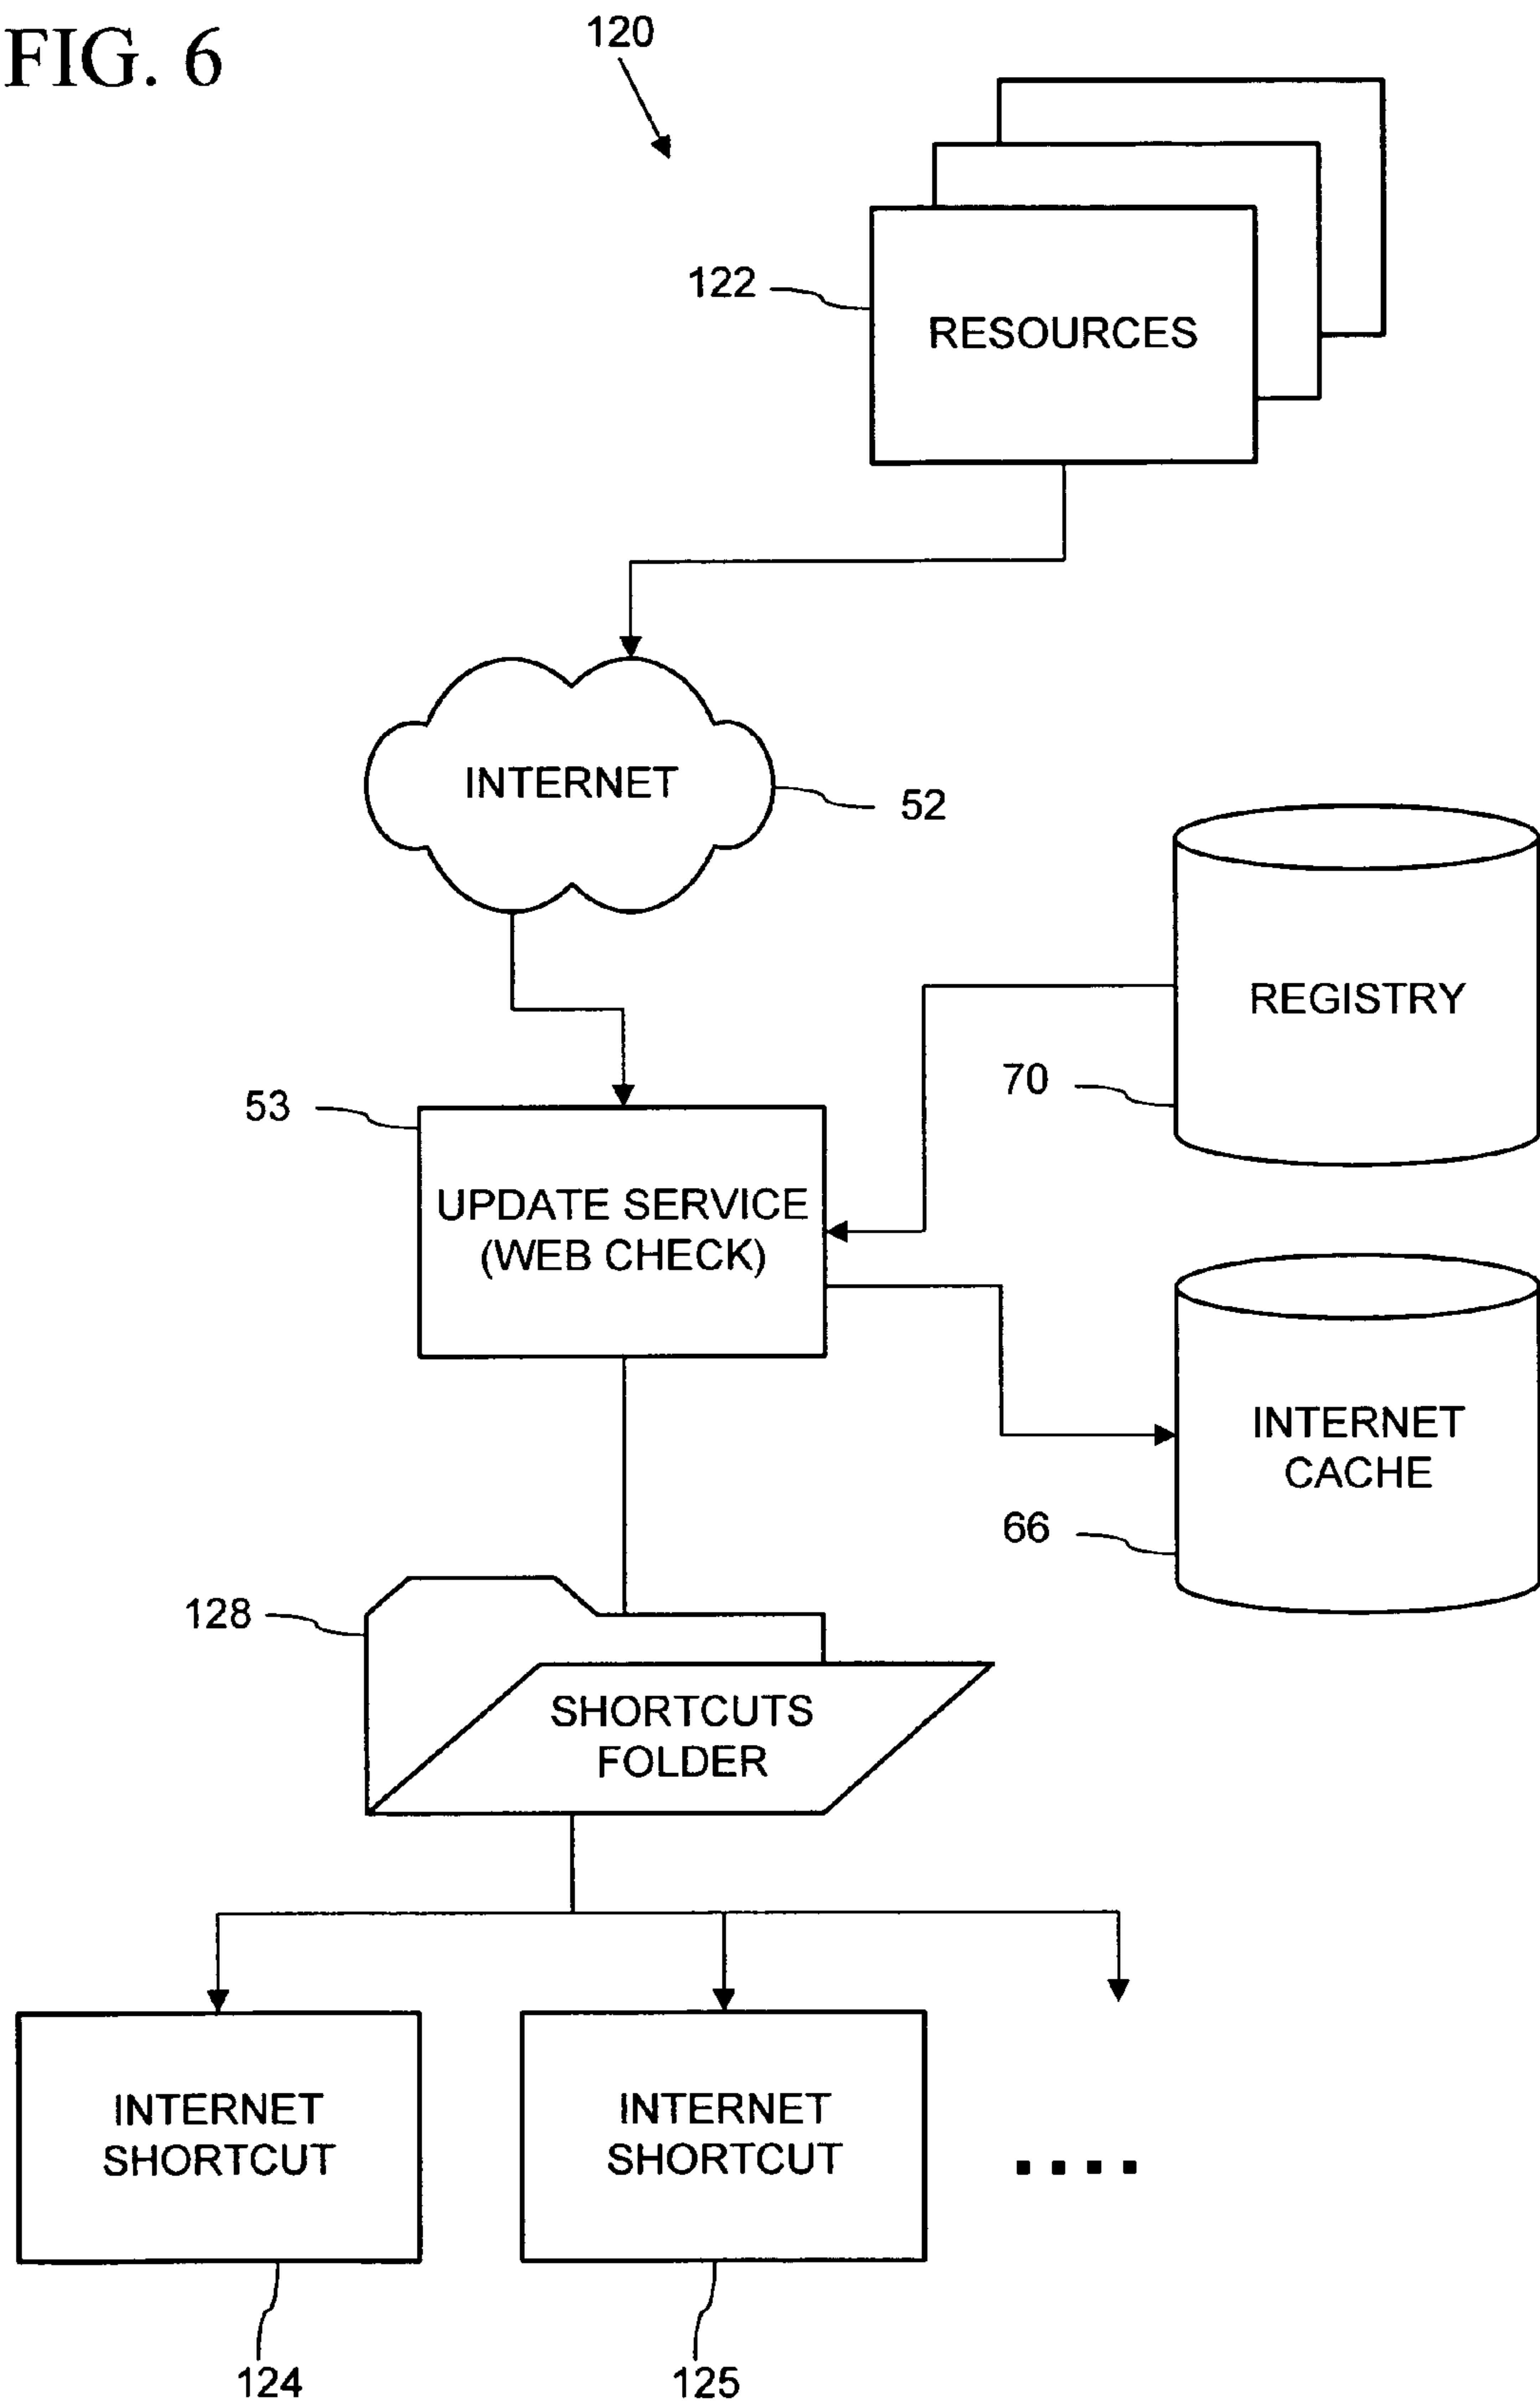 FIG. 6
120
122
RESOURCES
INTERNET
52
REGISTRY
70
53
UPDATE SERVICE
(WEB CHECK)
INTERNET
CACHE
66
128
SHORTCUTS
FOLDER
INTERNET
SHORTCUT
INTERNET
SHORTCUT
....
124
125